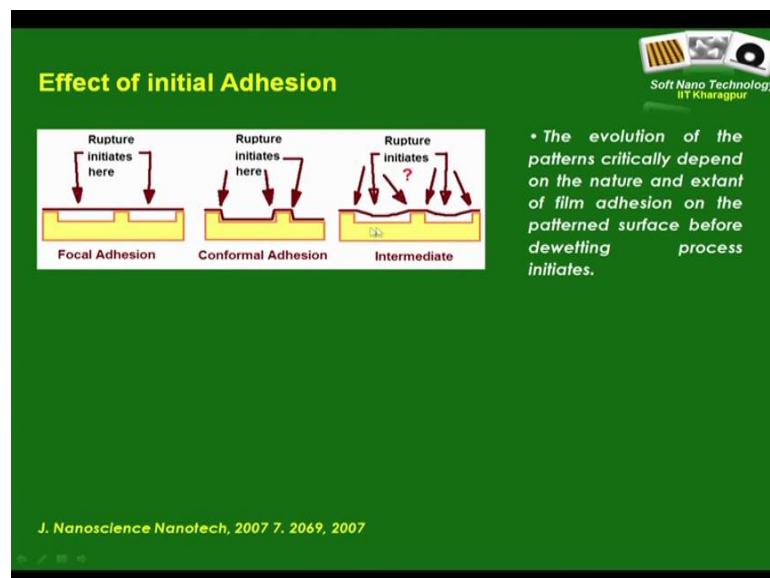 Effect of initial Adhesion
Soft Nano Technology
IIT Kharagpur
Rupture
initiates
here
Rupture
initiates
here
Rupture
initiates
?
Focal Adhesion
Conformal Adhesion
Intermediate
• The evolution of the
patterns critically depend
on the nature and extant
of film adhesion on the
patterned surface before
dewetting process
initiates.
J. Nanoscience Nanotech, 2007 7. 2069, 2007